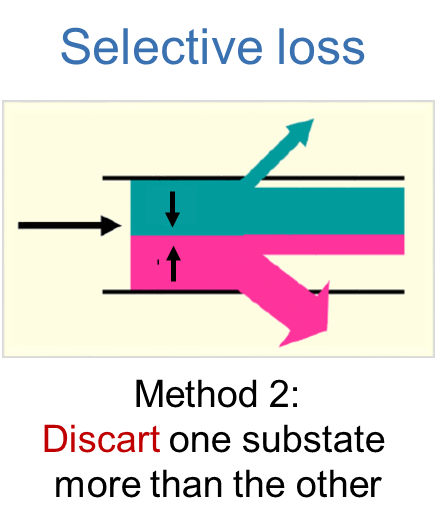 Selective loss
Method 2:
Discart one substate
more than the other